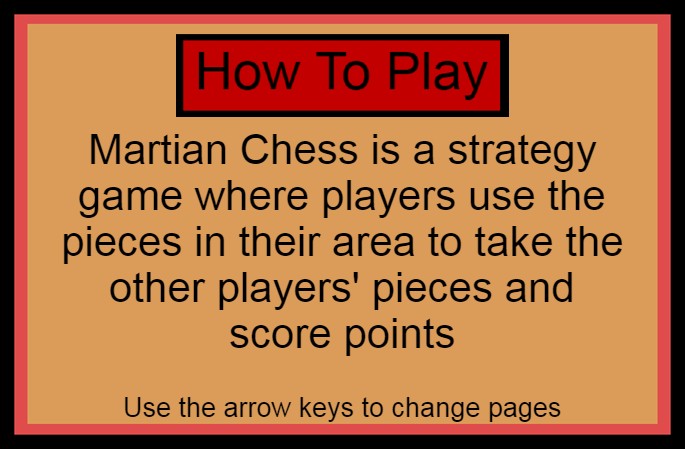 How To Play
Martian Chess is a strategy
game where players use the
pieces in their area to take the
other players' pieces and
score points
Use the arrow keys to change pages